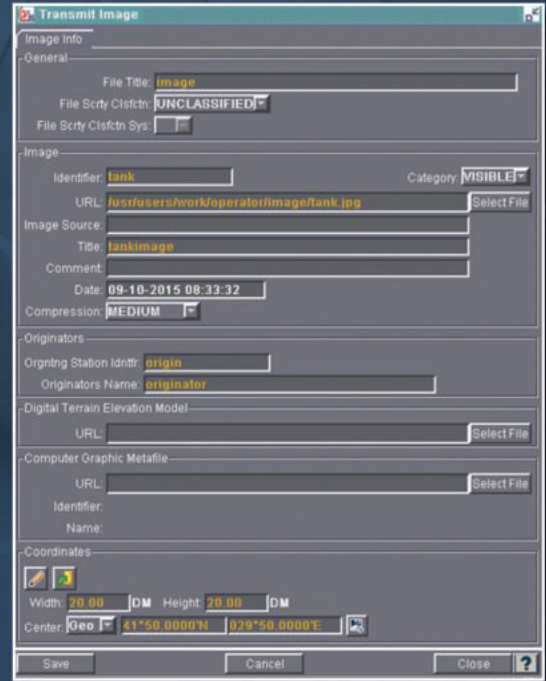 Transmit Image
Image Info
General
File Title: image
File Scrty Clsfctn: UNCLASSIFIED
File Scrty Clsfctn Sys:
Image
Identifier: tank Category: VISIBLE
URL: /usr/users/work/operator/image/tank.jpg Select File
Image Source:
Title: tankimage
Comment:
Date: 09-10-2015 08:33:32
Compression: MEDIUM
Originators
Orgntng Station Idntfr: origin
Originators Name: originator
Digital Terrain Elevation Model
URL: Select File
Computer Graphic Metafile
URL: Select File
Identifier:
Name:
Coordinates
Width: 20.00 DM Height: 20.00 DM
Center: Geo 41°50.0000'N 029°50.0000'E
Save Cancel Close ?